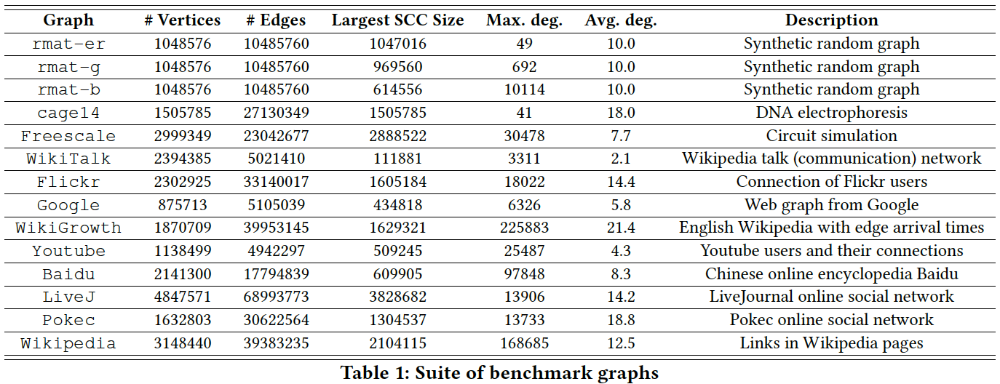 Graph # Vertices # Edges Largest SCC Size Max. deg. Avg. deg. Description
rmat-er 1048576 10485760 1047016 49 10.0 Synthetic random graph
rmat-g 1048576 10485760 969560 692 10.0 Synthetic random graph
rmat-b 1048576 10485760 614556 10114 10.0 Synthetic random graph
cage14 1505785 27130349 1505785 41 18.0 DNA electrophoresis
Freescale 2999349 23042677 2888522 30478 7.7 Circuit simulation
WikiTalk 2394385 5021410 111881 3311 2.1 Wikipedia talk (communication) network
Flickr 2302925 33140017 1605184 18022 14.4 Connection of Flickr users
Google 875713 5105039 434818 6326 5.8 Web graph from Google
WikiGrowth 1870709 39953145 1629321 225883 21.4 English Wikipedia with edge arrival times
Youtube 1138499 4942297 509245 25487 4.3 Youtube users and their connections
Baidu 2141300 17794839 609905 97848 8.3 Chinese online encyclopedia Baidu
LiveJ 4847571 68993773 3828682 13906 14.2 LiveJournal online social network
Pokec 1632803 30622564 1304537 13733 18.8 Pokec online social network
Wikipedia 3148440 39383235 2104115 168685 12.5 Links in Wikipedia pages
Table 1: Suite of benchmark graphs